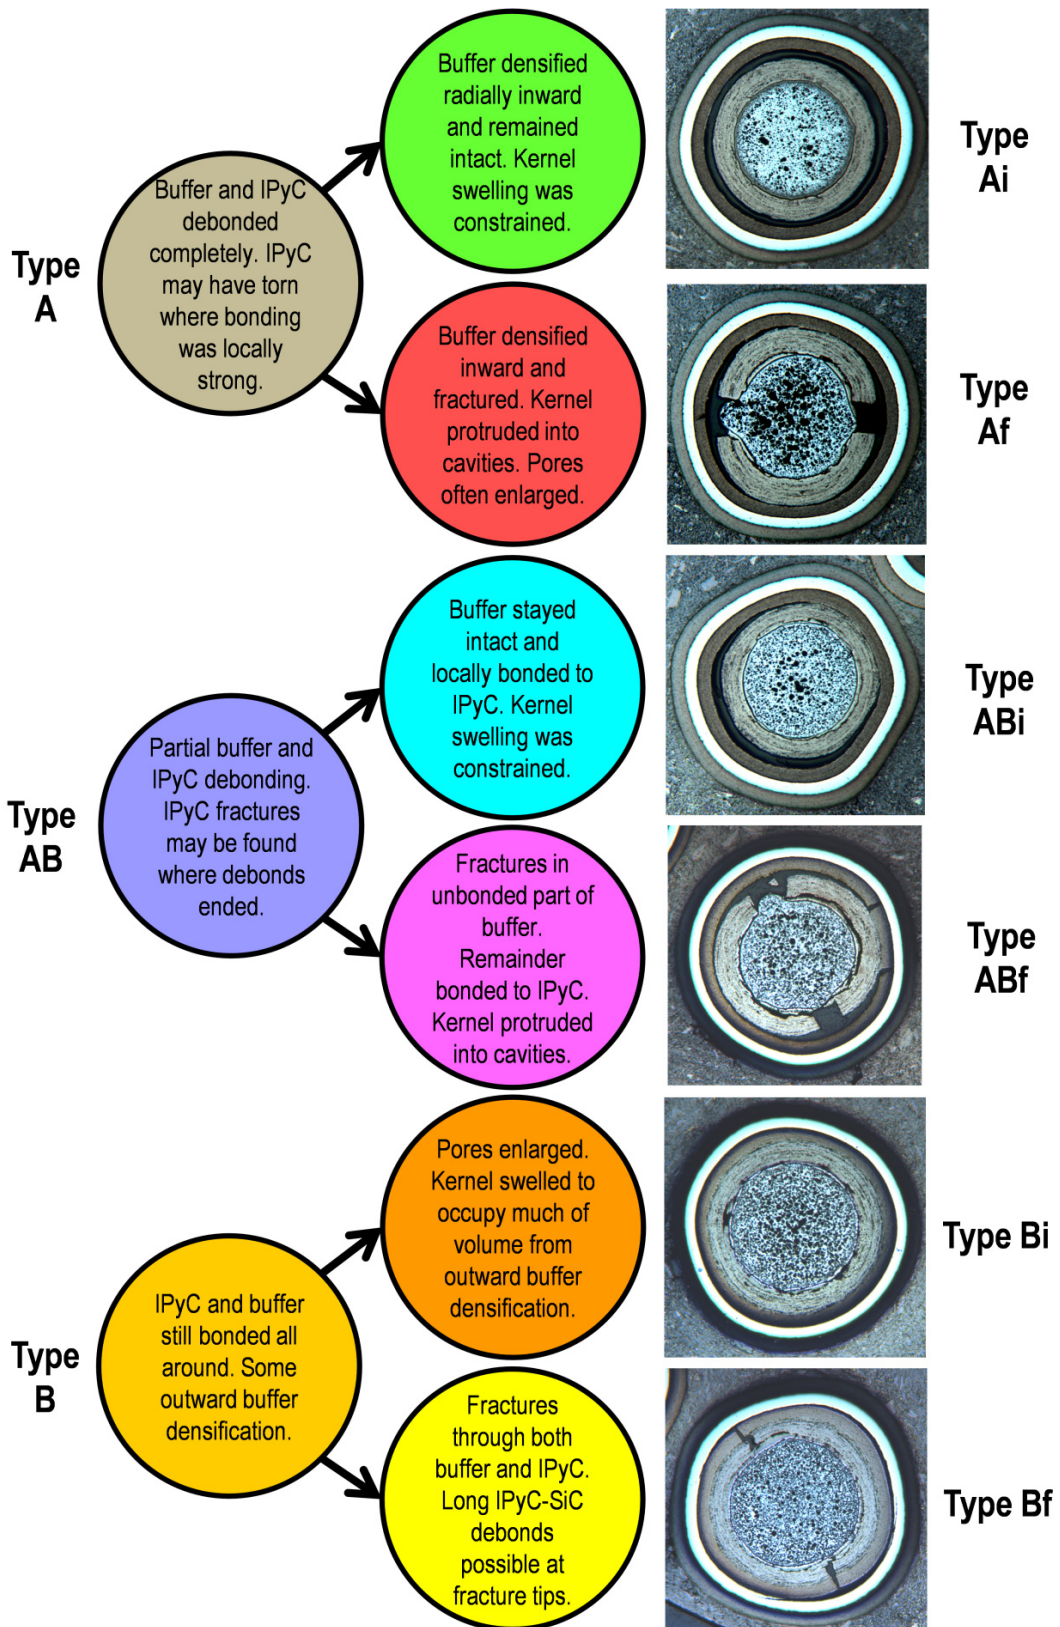 Type
A
Buffer and IPyC
debonded
completely. IPyC
may have torn
where bonding
was locally
strong.
Buffer densified
radially inward
and remained
intact. Kernel
swelling was
constrained.
Type
Ai
Buffer densified
inward and
fractured. Kernel
protruded into
cavities. Pores
often enlarged.
Type
Af
Type
AB
Partial buffer and
IPyC debonding.
IPyC fractures
may be found
where debonds
ended.
Buffer stayed
intact and
locally bonded to
IPyC. Kernel
swelling was
constrained.
Type
ABi
Fractures in
unbonded part of
buffer.
Remainder
bonded to IPyC.
Kernel protruded
into cavities.
Type
ABf
Type
B
IPyC and buffer
still bonded all
around. Some
outward buffer
densification.
Pores enlarged.
Kernel swelled to
occupy much of
volume from
outward buffer
densification.
Type Bi
Fractures
through both
buffer and IPyC.
Long IPyC-SiC
debonds
possible at
fracture tips.
Type Bf